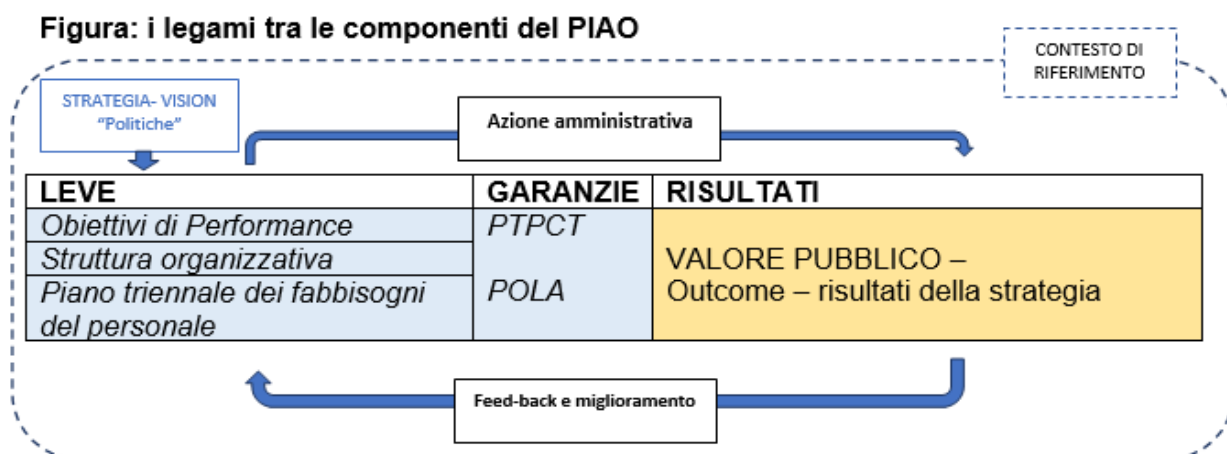 Figura: i legami tra le componenti del PIAO
CONTESTO DI
RIFERIMENTO
STRATEGIA- VISION
“Politiche”
Azione amministrativa
LEVE
GARANZIE
RISULTATI
Obiettivi di Performance
Struttura organizzativa
Piano triennale dei fabbisogni
del personale
PTPCT
POLA
VALORE PUBBLICO –
Outcome – risultati della strategia
Feed-back e miglioramento